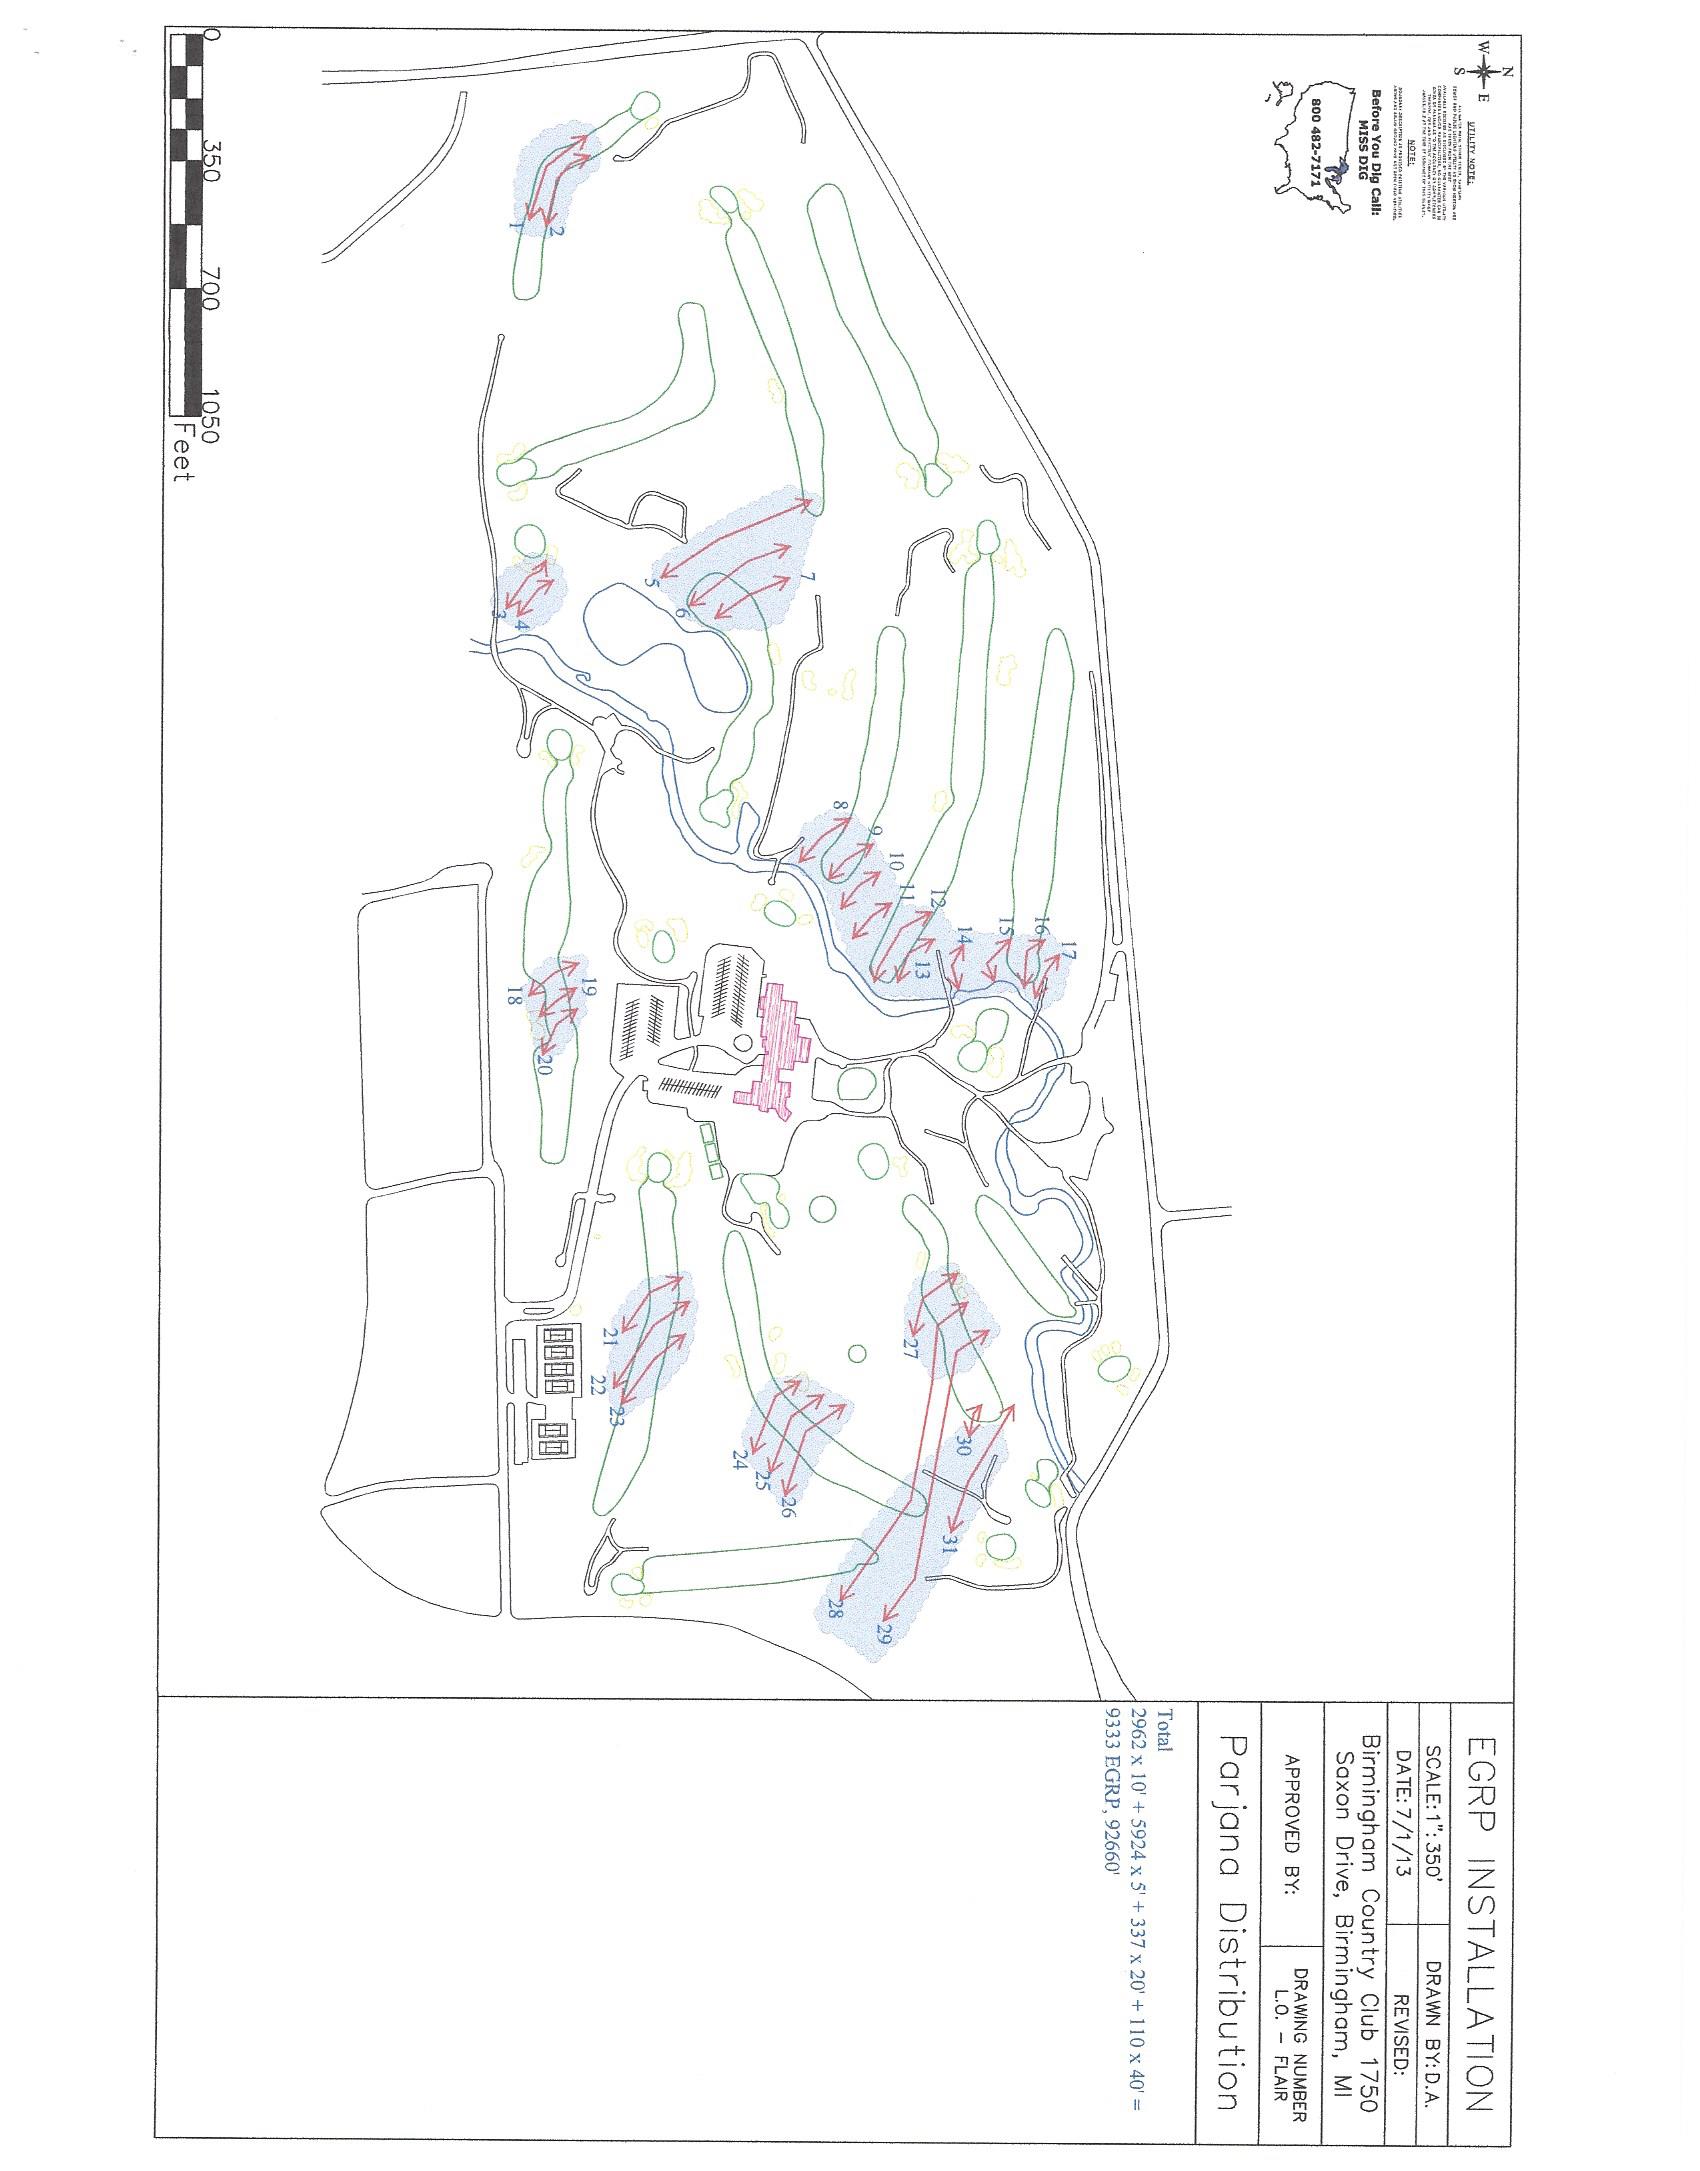 N
W
E
S
UTILITY NOTE:
NOTE:
Before You Dig Call:
MISS DIG
800 482-7171
0
350
700
1050
Feet
1
2
3
4
5
6
7
8
9
10
11
12
13
14
15
16
17
18
19
20
21
22
23
24
25
26
27
28
29
30
31
EGRP INSTALLATION
SCALE: 1":350'
DRAWN BY: D.A.
DATE: 7/1/13
REVISED:
Birmingham Country Club 1750
Saxon Drive, Birmingham, MI
APPROVED BY:
DRAWING NUMBER
L.O. - FLAIR
Parjana Distribution
Total
2962 x 10' + 5924 x 5' + 337 x 20' + 110 x 40' =
9333 EGRP, 92660'